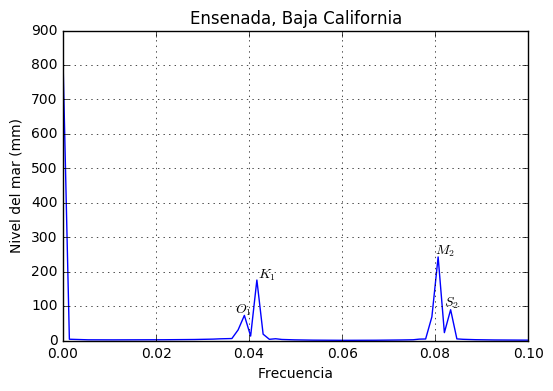 Ensenada, Baja California
900
800
700
600
500
400
300
200
100
0
Nivel del mar (mm)
O₁
K₁
M₂
S₂
0.00 0.02 0.04 0.06 0.08 0.10
Frecuencia